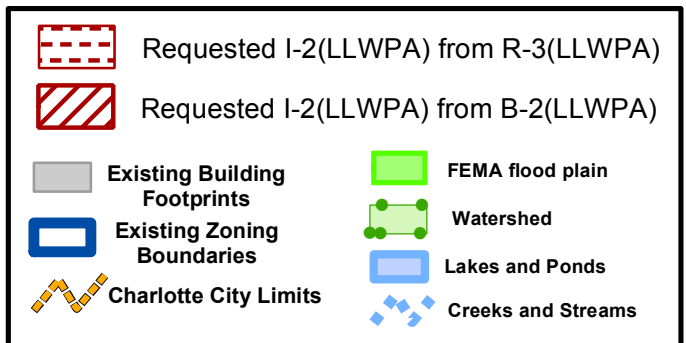 Requested I-2(LLWPA) from R-3(LLWPA)
Requested I-2(LLWPA) from B-2(LLWPA)
Existing Building
Footprints
Existing Zoning
Boundaries
Charlotte City Limits
FEMA flood plain
Watershed
Lakes and Ponds
Creeks and Streams